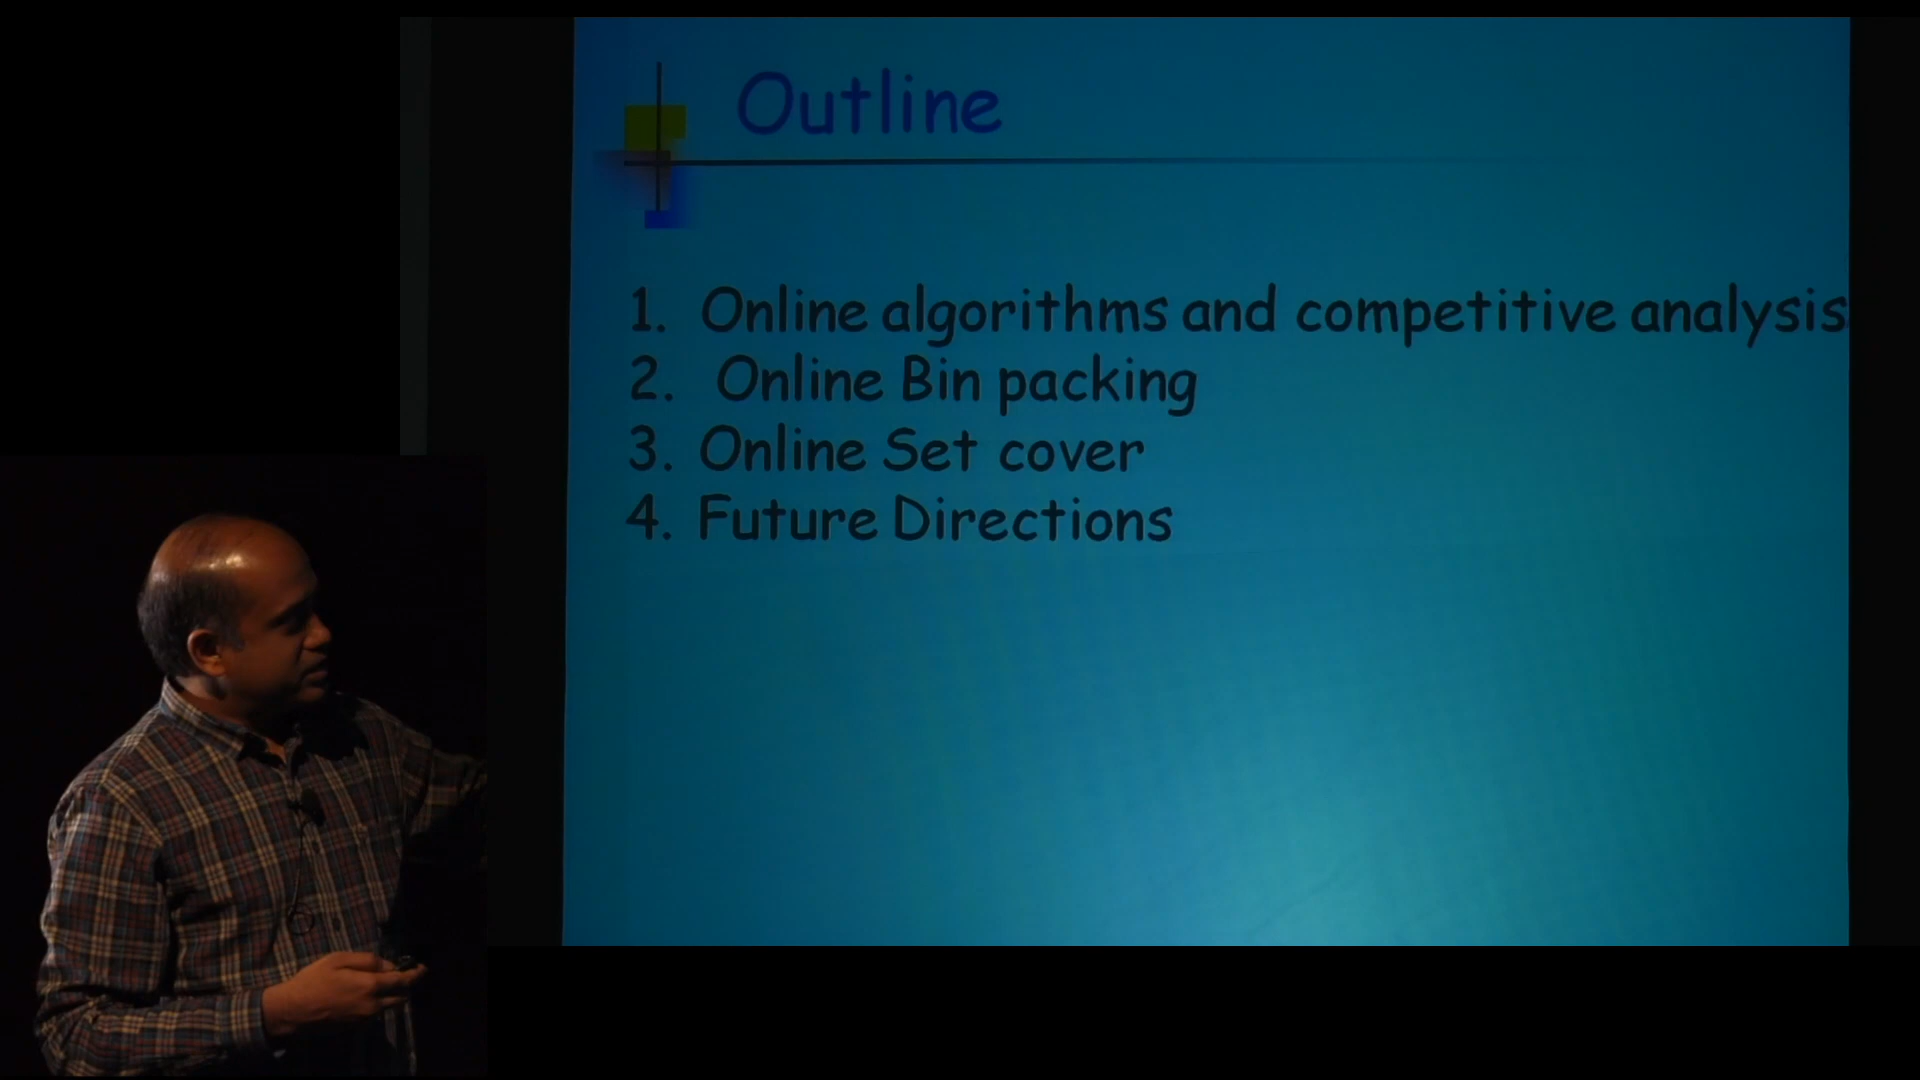 Outline
1. Online algorithms and competitive analysis
2. Online Bin packing
3. Online Set cover
4. Future Directions